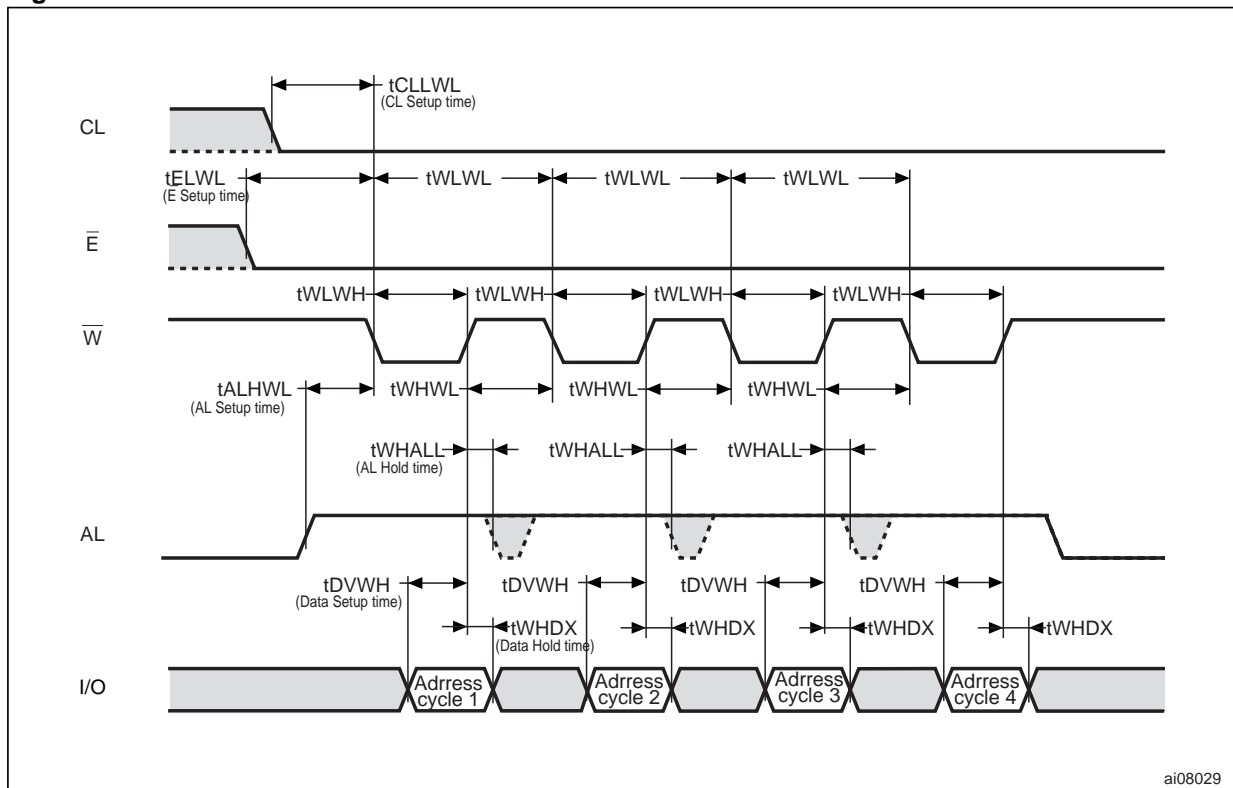 tCLLWL
(CL Setup time)
CL
tELWL
(E Setup time)
tWLWL
tWLWL
tWLWL
E
tWLWH
tWLWH
tWLWH
tWLWH
W
tALHWL
(AL Setup time)
tWHWL
tWHWL
tWHWL
tWHALL
(AL Hold time)
tWHALL
tWHALL
AL
tDVWH
(Data Setup time)
tDVWH
tDVWH
tDVWH
tWHDX
(Data Hold time)
tWHDX
tWHDX
tWHDX
I/O
Adrress
cycle 1
Adrress
cycle 2
Adrress
cycle 3
Adrress
cycle 4
ai08029